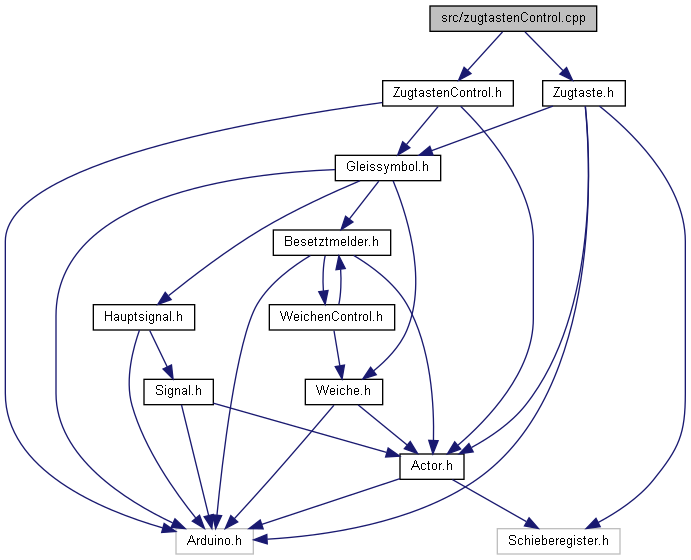 src/zugtastenControl.cpp
ZugtastenControl.h
Zugtaste.h
Gleissymbol.h
Besetztmelder.h
Hauptsignal.h
WeichenControl.h
Signal.h
Weiche.h
Actor.h
Arduino.h
Schieberegister.h